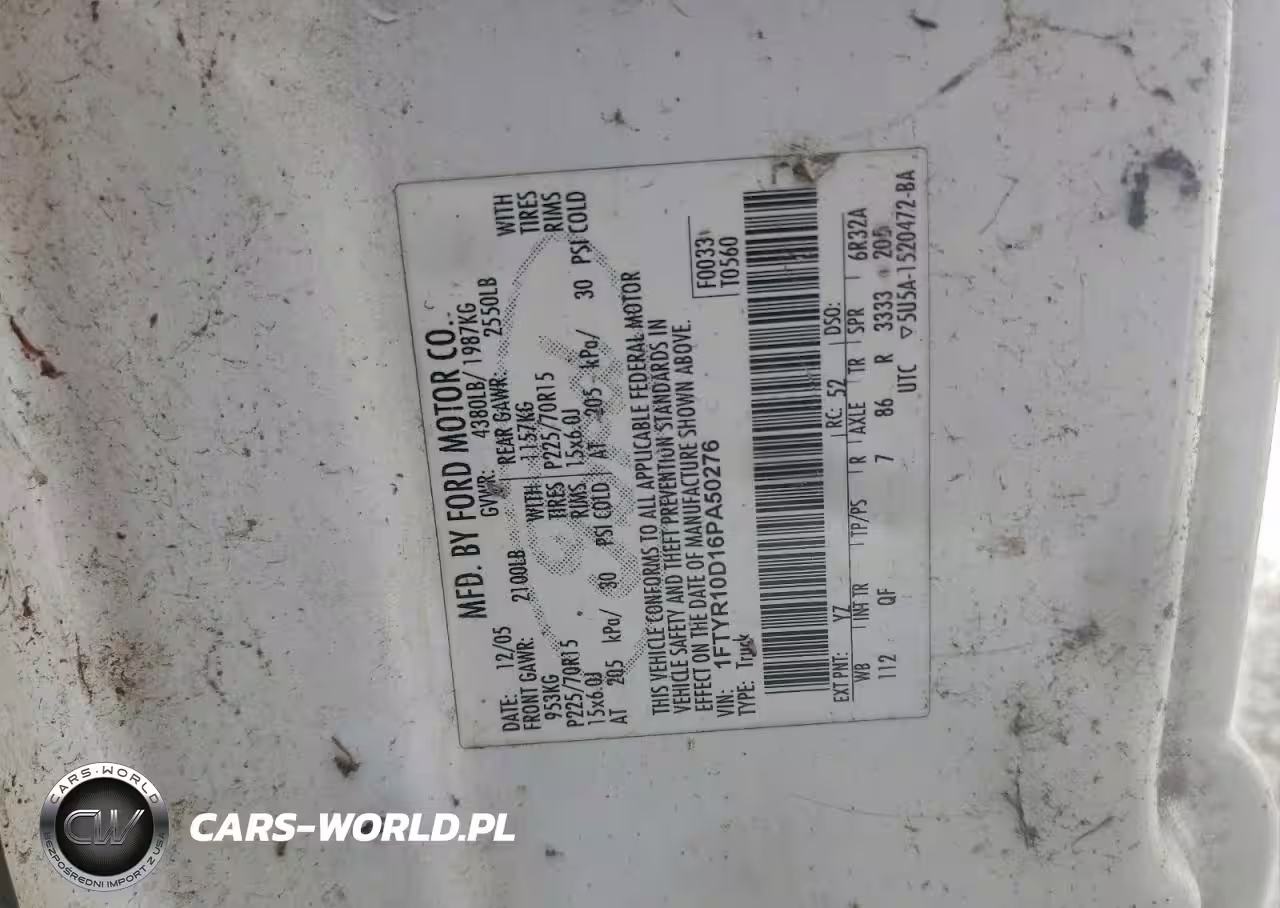 MFD. BY FORD MOTOR CO.
DATE: 12/05 GVWR: 4380LB/ 1987KG
FRONT GAWR: 2100LB REAR GAWR: 2550LB
953KG WITH 1157KG WITH
P225/70R15 TIRES P225/70R15 TIRES
15x6.0J RIMS 15x6.0J RIMS
AT 205 kPa/ 30 PSI COLD AT 205 kPa/ 30 PSI COLD
THIS VEHICLE CONFORMS TO ALL APPLICABLE FEDERAL MOTOR
VEHICLE SAFETY AND THEFT PREVENTION STANDARDS IN
EFFECT ON THE DATE OF MANUFACTURE SHOWN ABOVE.
VIN: 1FTYR10D16PA50276
TYPE: Truck
F0033
T0560
EXT PNT: YZ RC: 52 DSO:
WB INT TR TP/PS R AXLE TR SPR 6R32A
112 QF 7 86 R 3333
UTC ▽5U5A-1520472-BA
CARS-WORLD
CW
BEZPOŚREDNI IMPORT Z USA
CARS-WORLD.PL